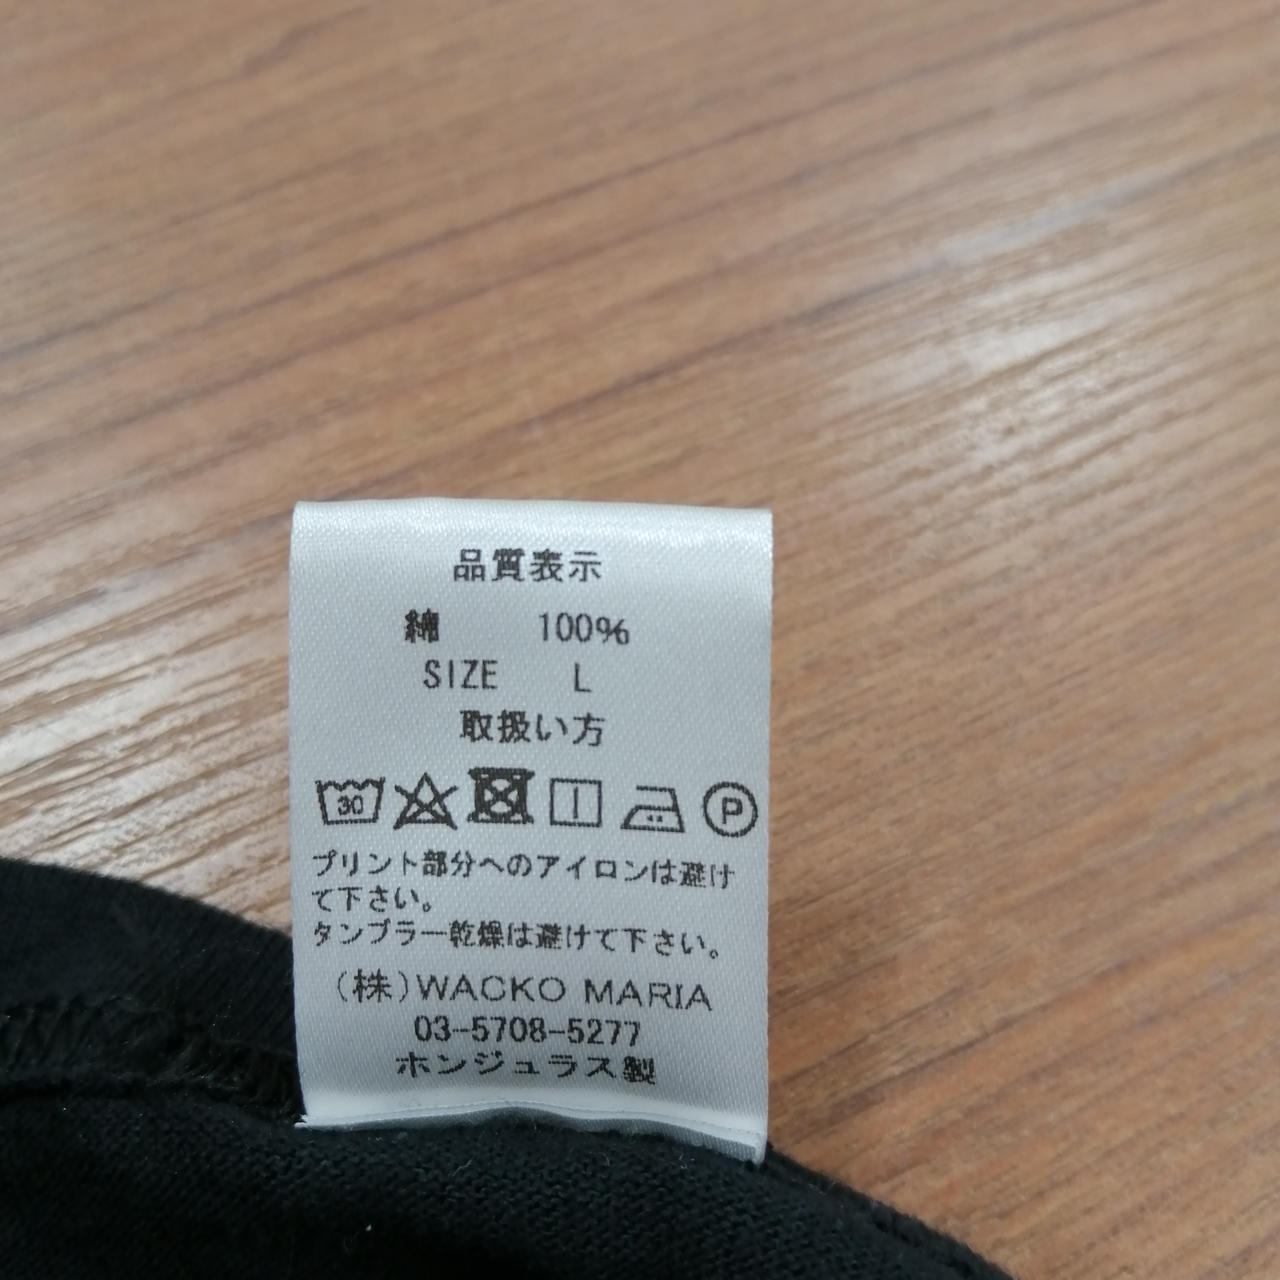 品質表示
綿 100%
SIZE L
取扱い方
30 P
プリント部分へのアイロンは避け
て下さい。
タンブラー乾燥は避けて下さい。
(株)WACKO MARIA
03-5708-5277
ホンジュラス製